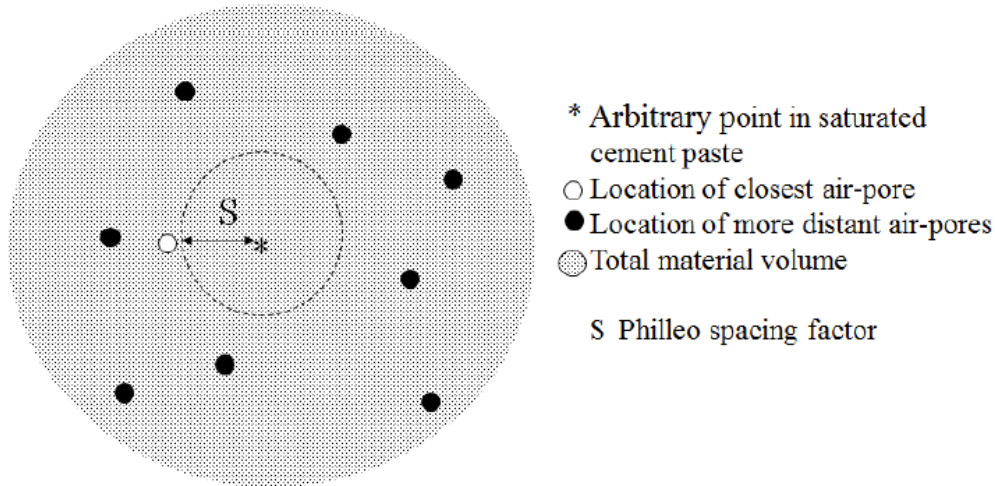 S
*
* Arbitrary point in saturated
cement paste
Location of closest air-pore
Location of more distant air-pores
Total material volume
S Philleo spacing factor